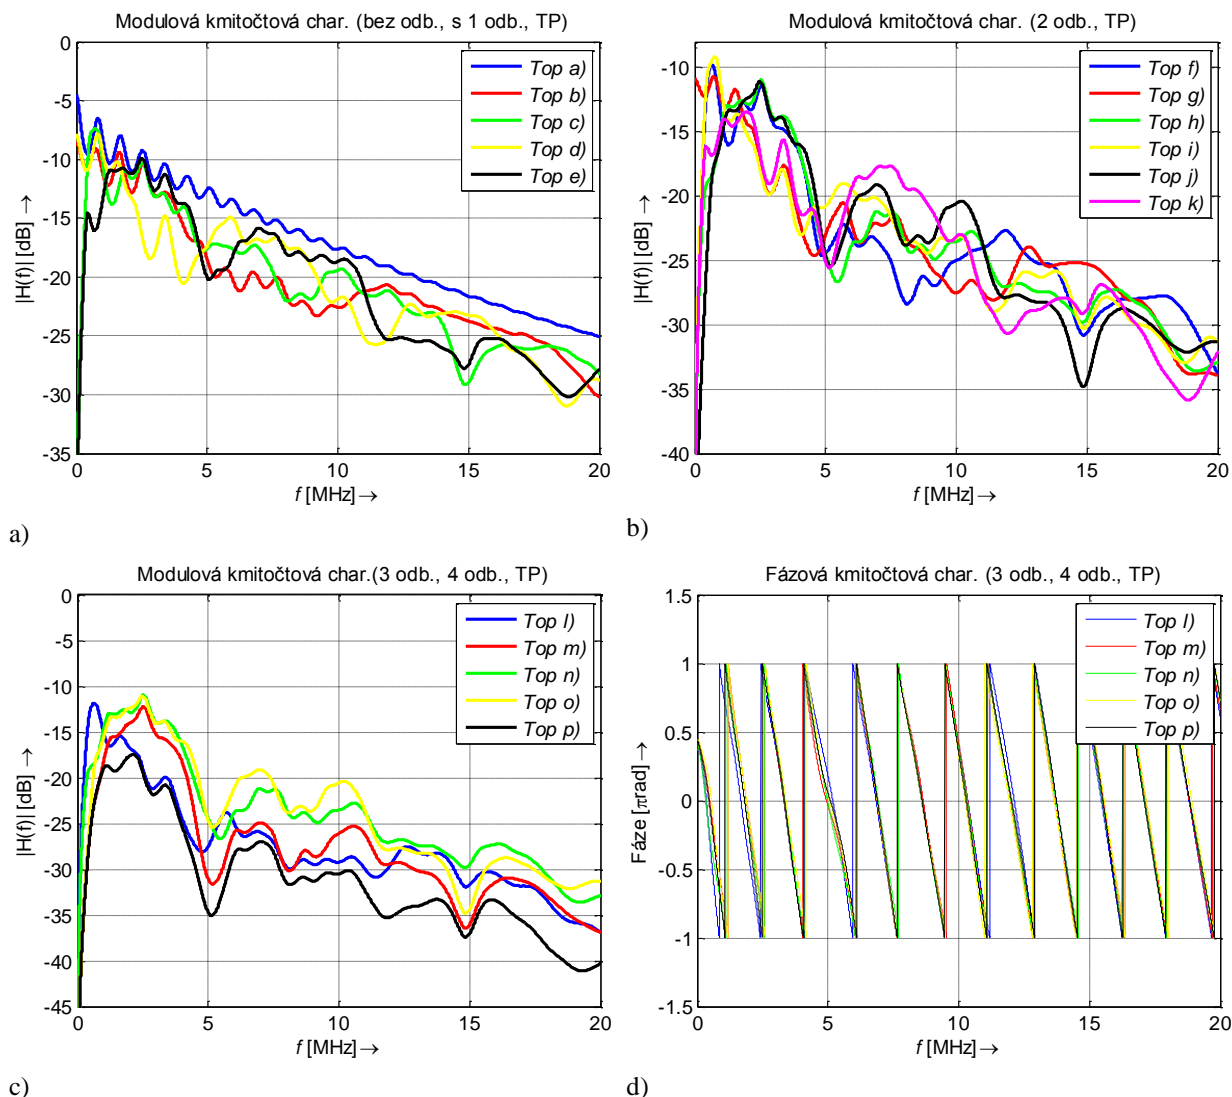 Modulová kmitočtová char. (bez odb., s 1 odb., TP)
0
-5
-10
-15
-20
-25
-30
-35
|H(f)| [dB] →
0
5
10
15
20
f [MHz] →
Top a)
Top b)
Top c)
Top d)
Top e)
a)
Modulová kmitočtová char. (2 odb., TP)
-10
-15
-20
-25
-30
-35
-40
|H(f)| [dB] →
0
5
10
15
20
f [MHz] →
Top f)
Top g)
Top h)
Top i)
Top j)
Top k)
b)
Modulová kmitočtová char.(3 odb., 4 odb., TP)
0
-5
-10
-15
-20
-25
-30
-35
-40
-45
|H(f)| [dB] →
0
5
10
15
20
f [MHz] →
Top l)
Top m)
Top n)
Top o)
Top p)
c)
Fázová kmitočtová char. (3 odb., 4 odb., TP)
1.5
1
0.5
0
-0.5
-1
-1.5
Fáze [πrad] →
0
5
10
15
20
f [MHz] →
Top l)
Top m)
Top n)
Top o)
Top p)
d)